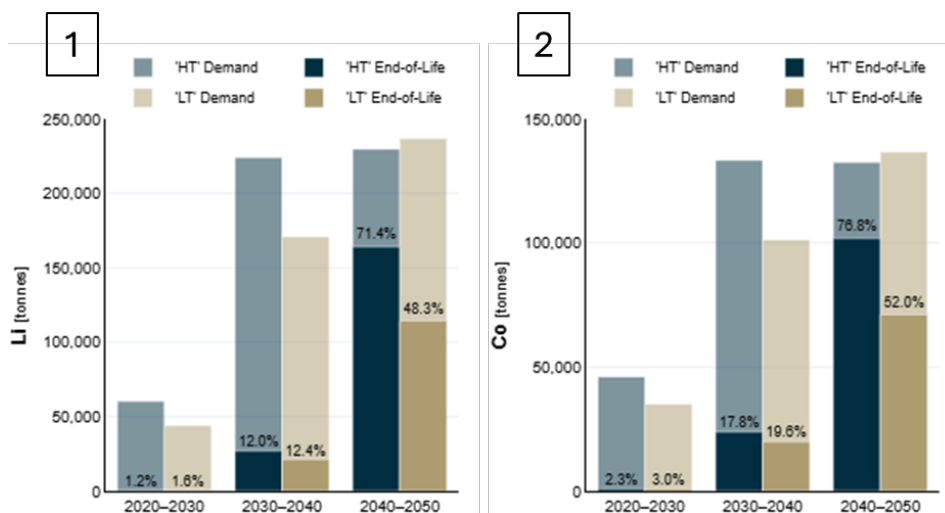 1
'HT' Demand 'HT' End-of-Life
'LT' Demand 'LT' End-of-Life
250,000
200,000
150,000
100,000
50,000
0
Li [tonnes]
71.4%
48.3%
12.0%
12.4%
1.2% 1.6%
2020–2030 2030–2040 2040–2050
2
'HT' Demand 'HT' End-of-Life
'LT' Demand 'LT' End-of-Life
150,000
100,000
50,000
0
Co [tonnes]
76.8%
52.0%
17.8%
19.6%
2.3% 3.0%
2020–2030 2030–2040 2040–2050